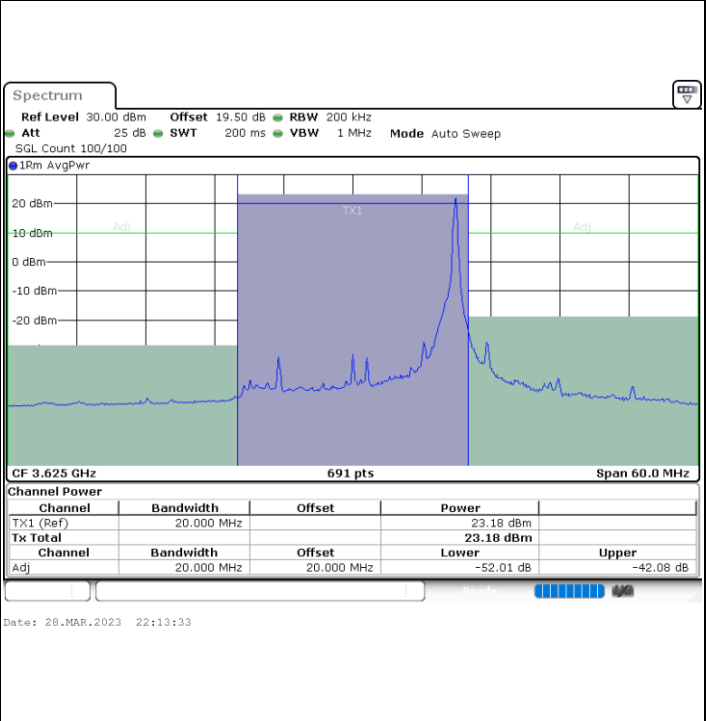 Spectrum
Ref Level 30.00 dBm Offset 19.50 dB RBW 200 kHz
Att 25 dB SWT 200 ms VBW 1 MHz Mode Auto Sweep
SGL Count 100/100
1Rm AvgPwr
20 dBm
TX1
Adj Adj
10 dBm
0 dBm
-10 dBm
-20 dBm
CF 3.625 GHz 691 pts Span 60.0 MHz
Channel Power
Channel Bandwidth Offset Power
TX1 (Ref) 20.000 MHz 23.18 dBm
Tx Total 23.18 dBm
Channel Bandwidth Offset Lower Upper
Adj 20.000 MHz 20.000 MHz -52.01 dB -42.08 dB
Ready
Date: 28.MAR.2023 22:13:33